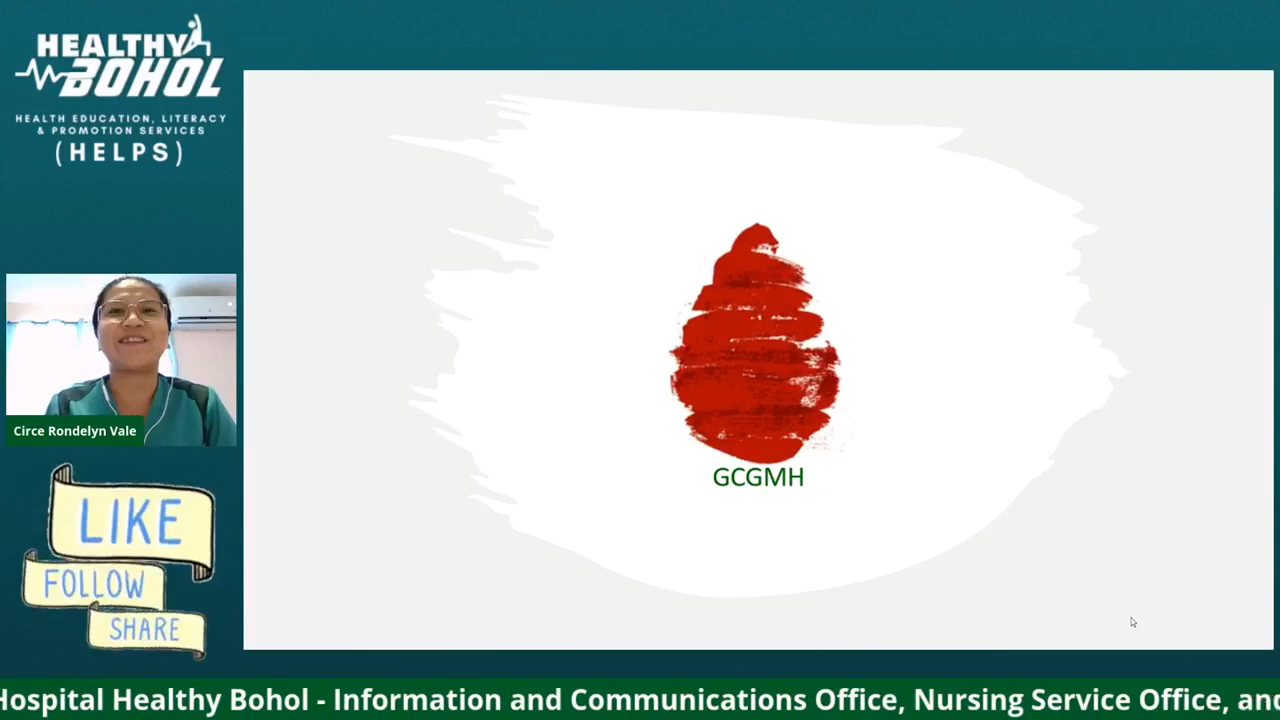 HEALTHY
BOHOL
HEALTH EDUCATION, LITERACY
& PROMOTION SERVICES
(HELPS)
GCGMH
Circe Rondelyn Vale
LIKE
FOLLOW
SHARE
Hospital Healthy Bohol - Information and Communications Office, Nursing Service Office, and